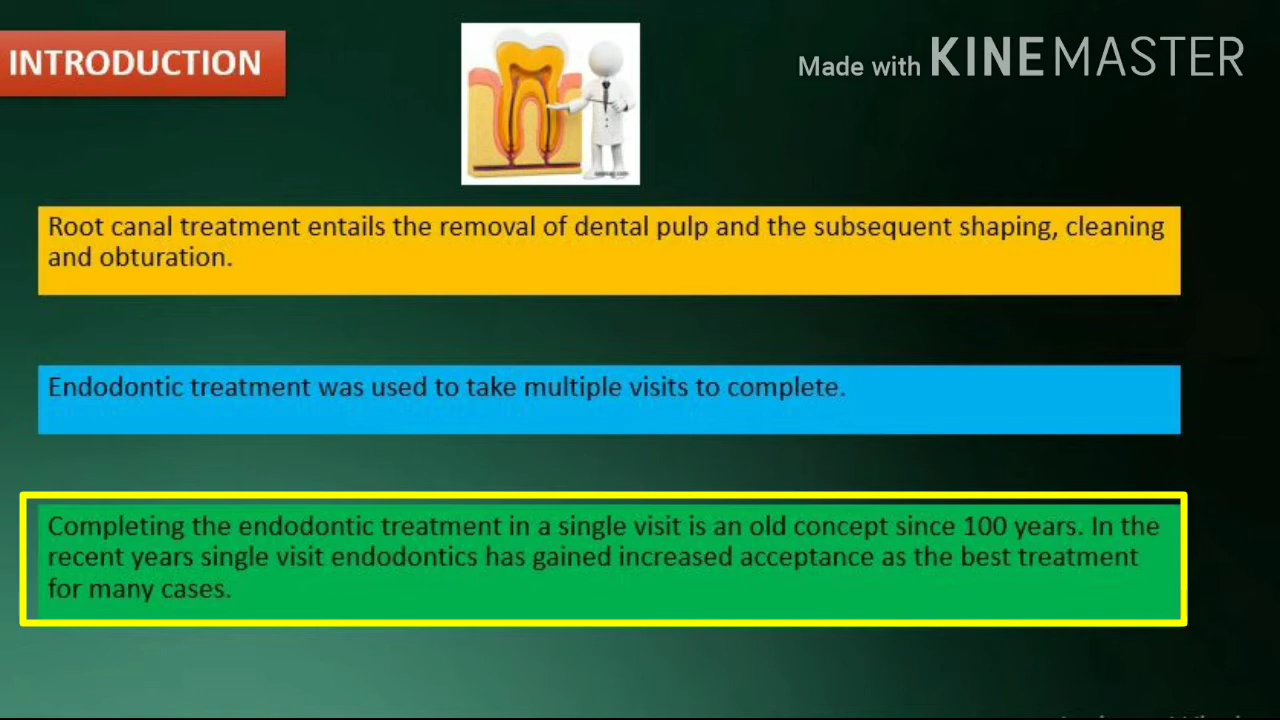 INTRODUCTION
Made with KINEMASTER
Root canal treatment entails the removal of dental pulp and the subsequent shaping, cleaning
and obturation.
Endodontic treatment was used to take multiple visits to complete.
Completing the endodontic treatment in a single visit is an old concept since 100 years. In the
recent years single visit endodontics has gained increased acceptance as the best treatment
for many cases.